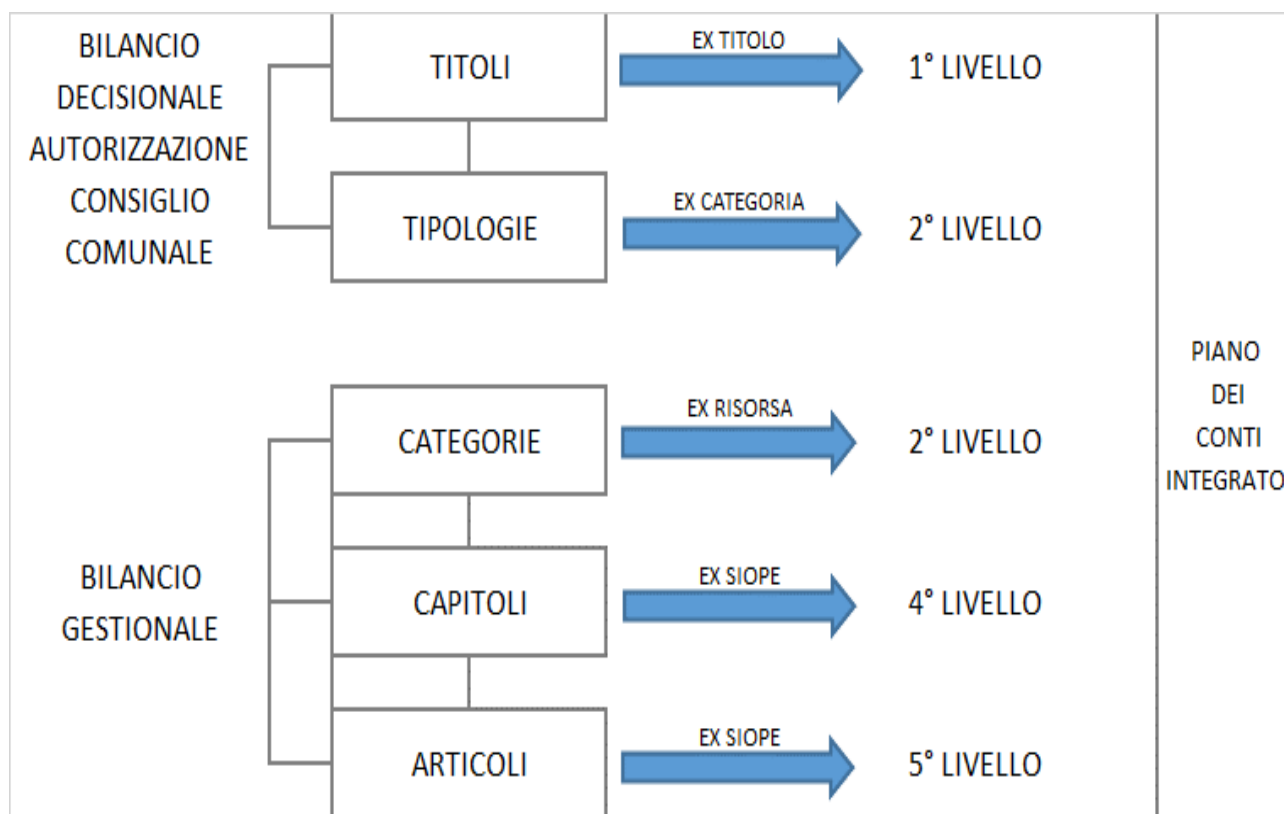 BILANCIO
DECISIONALE
AUTORIZZAZIONE
CONSIGLIO
COMUNALE
TITOLI
EX TITOLO
1° LIVELLO
TIPOLOGIE
EX CATEGORIA
2° LIVELLO
BILANCIO
GESTIONALE
CATEGORIE
EX RISORSA
2° LIVELLO
CAPITOLI
EX SIOPE
4° LIVELLO
ARTICOLI
EX SIOPE
5° LIVELLO
PIANO
DEI
CONTI
INTEGRATO